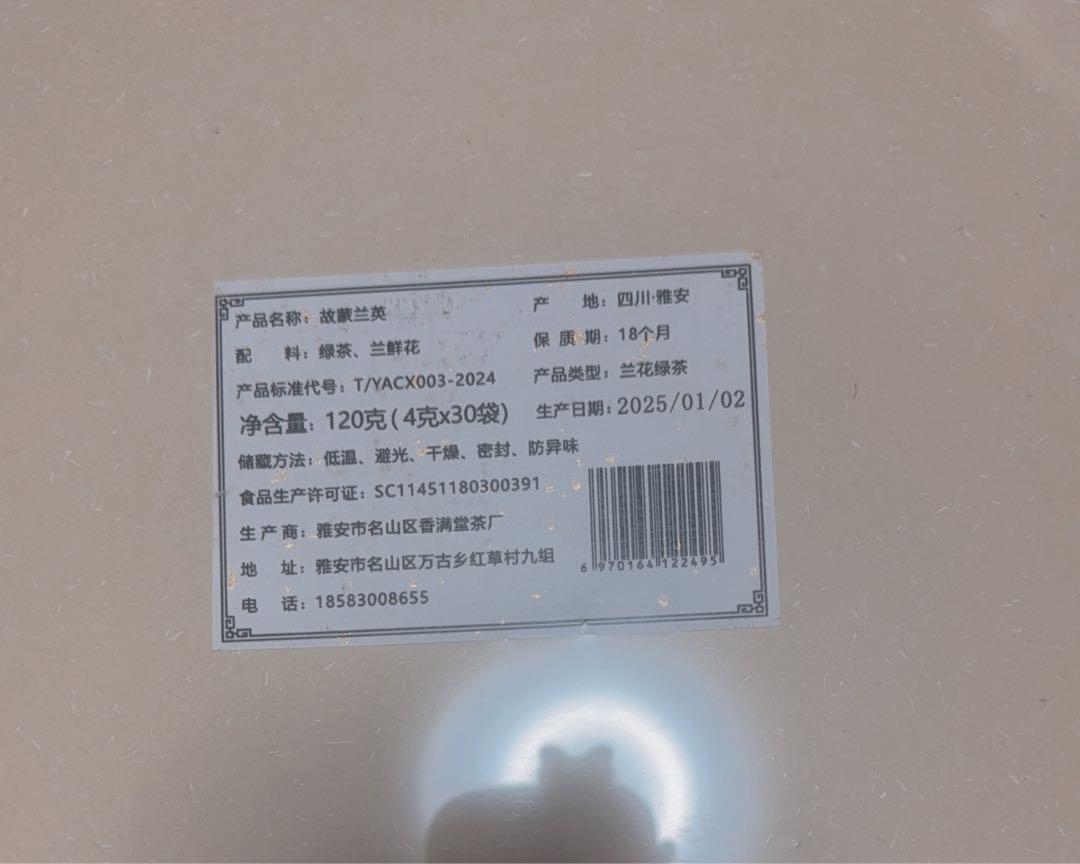 产品名称：故蒙兰英
产 地：四川·雅安
配 料：绿茶、兰鲜花
保 质 期：18个月
产品标准代号：T/YACX003-2024
产品类型：兰花绿茶
净含量：120克（4克x30袋）
生产日期：2025/01/02
储藏方法：低温、避光、干燥、密封、防异味
食品生产许可证：SC11451180300391
生 产 商：雅安市名山区香满堂茶厂
地 址：雅安市名山区万古乡红草村九组
电 话：18583008655
6 970164 122495